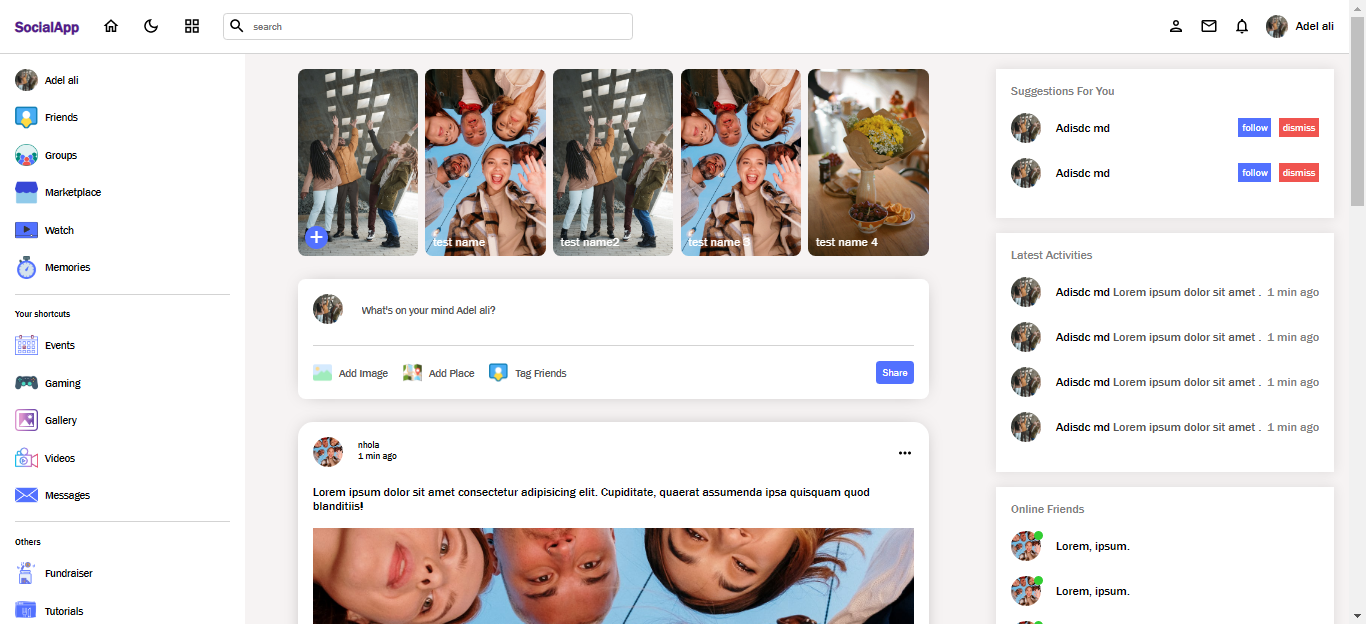 SocialApp
search
Adel ali
Adel ali
Friends
Groups
Marketplace
Watch
Memories
Your shortcuts
Events
Gaming
Gallery
Videos
Messages
Others
Fundraiser
Tutorials
test name
test name2
test name 3
test name 4
What's on your mind Adel ali?
Add Image
Add Place
Tag Friends
Share
nhola
1 min ago
Lorem ipsum dolor sit amet consectetur adipisicing elit. Cupiditate, quaerat assumenda ipsa quisquam quod
blanditiis!
Suggestions For You
Adisdc md follow dismiss
Adisdc md follow dismiss
Latest Activities
Adisdc md Lorem ipsum dolor sit amet . 1 min ago
Adisdc md Lorem ipsum dolor sit amet . 1 min ago
Adisdc md Lorem ipsum dolor sit amet . 1 min ago
Adisdc md Lorem ipsum dolor sit amet . 1 min ago
Online Friends
Lorem, ipsum.
Lorem, ipsum.